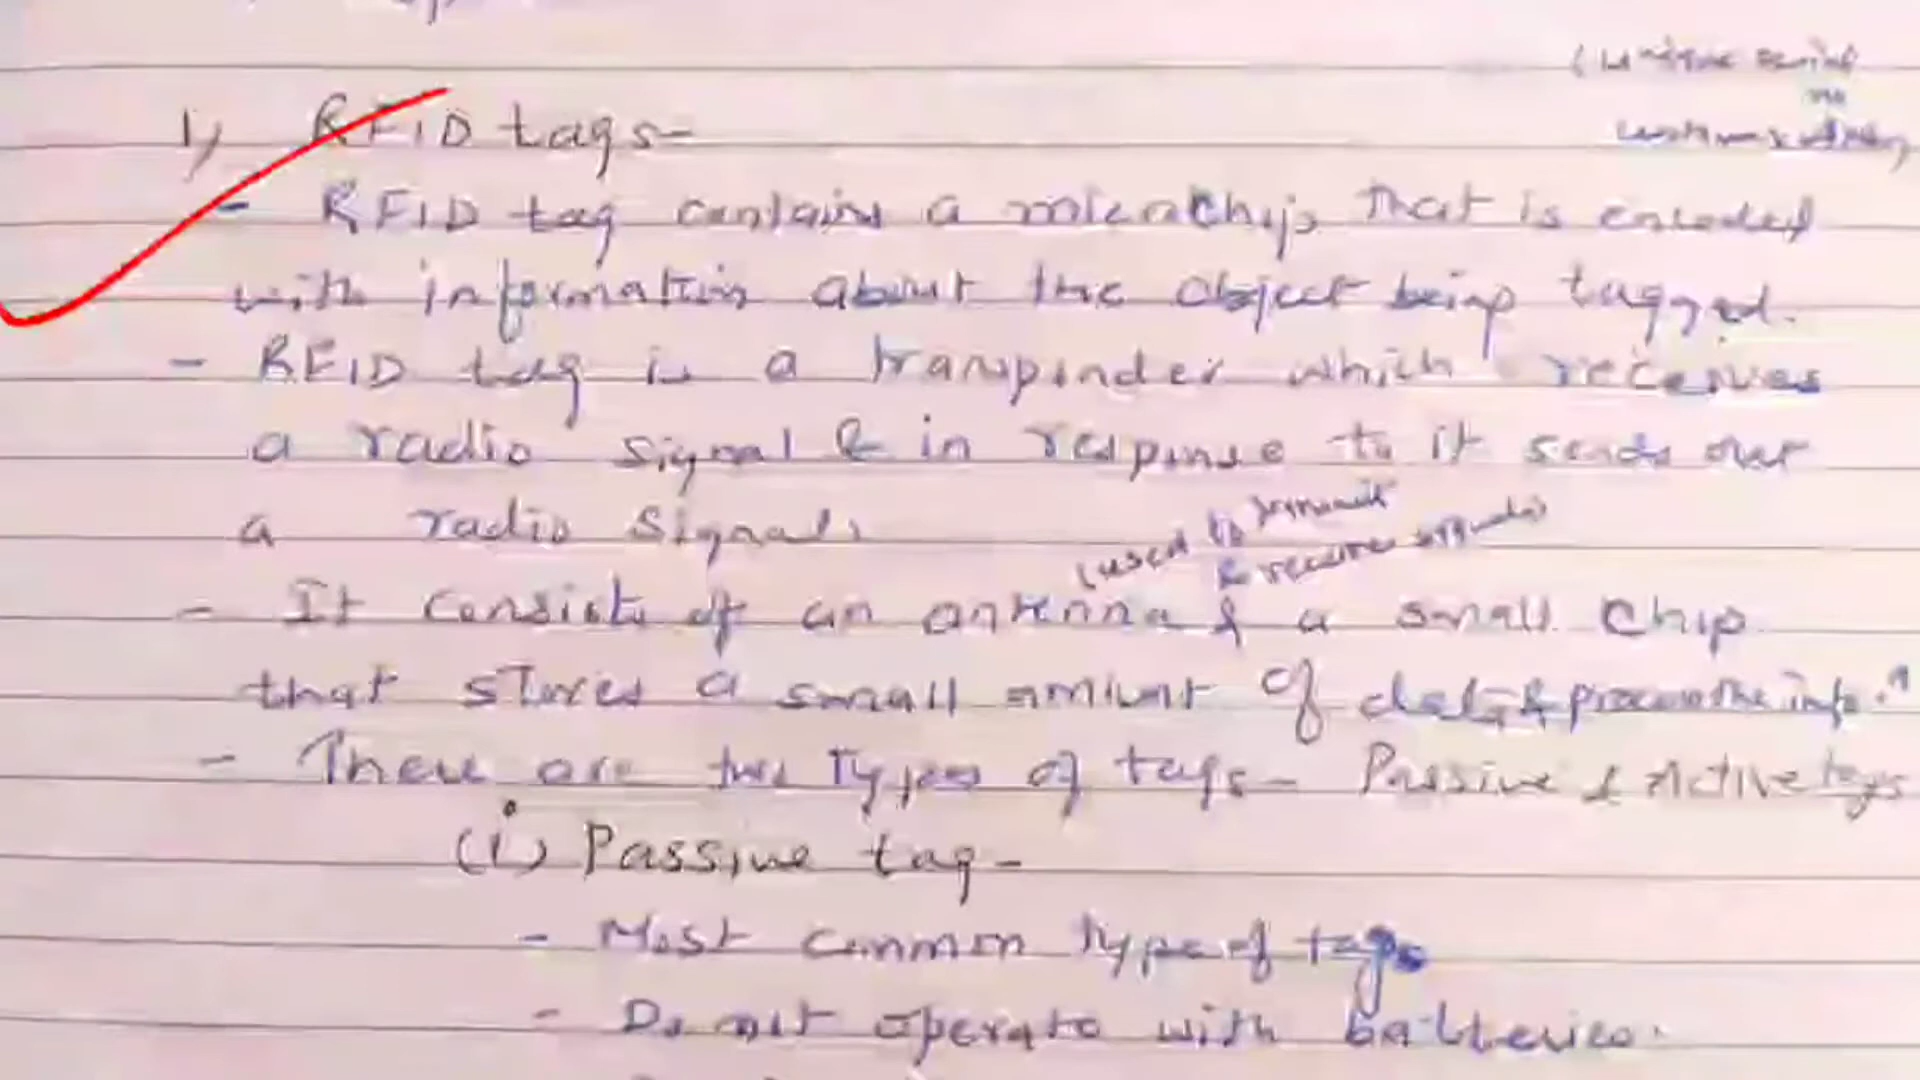 (unique serial
no
1) RFID tags-
- RFID tag contains a microchip that is encoded
with information about the object being tagged.
- RFID tag is a transponder which receives
a radio signal & in response to it sends out
a radio signal.
(used to transmit
& receive signals)
- It consists of an antenna & a small chip
that stores a small amount of data & process the info.n
- There are two types of tags- Passive & Active tags
(i) Passive tag-
- Most common type of tags
- Do not operate with batteries.